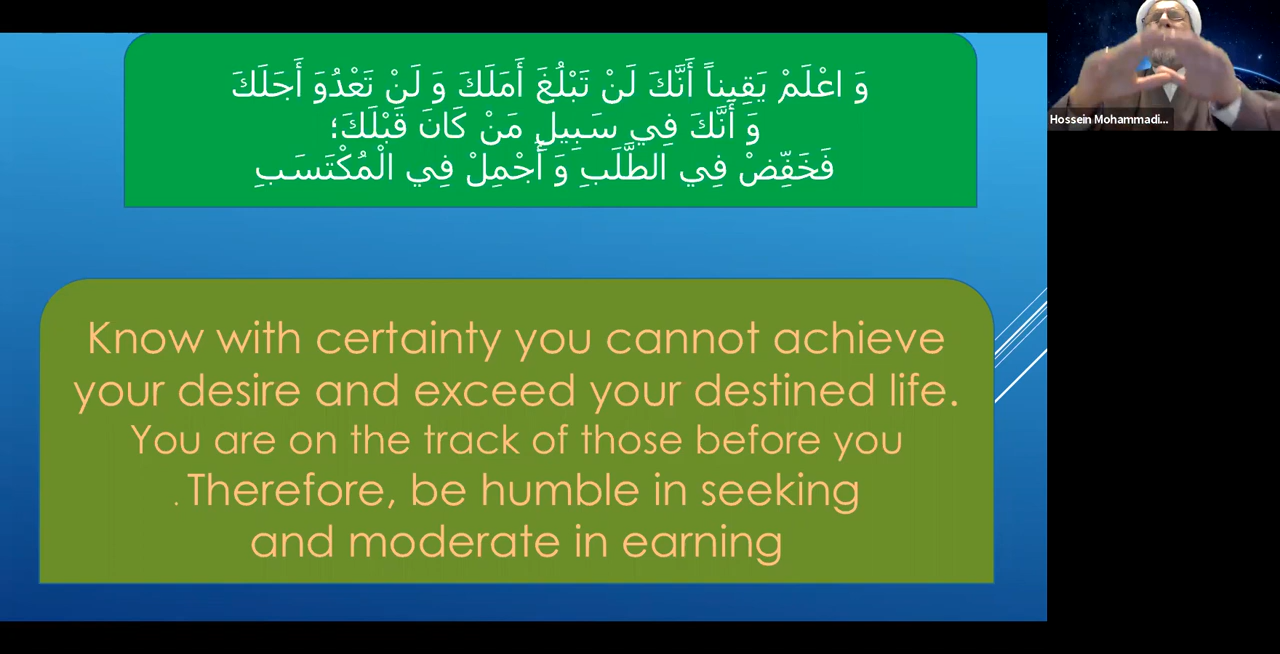 وَ اعْلَمْ يَقِيناً أَنَّكَ لَنْ تَبْلُغَ أَمَلَكَ وَ لَنْ تَعْدُوَ أَجَلَكَ
وَ أَنَّكَ فِي سَبِيلِ مَنْ كَانَ قَبْلَكَ؛
فَخَفِّضْ فِي الطَّلَبِ وَ أَجْمِلْ فِي الْمُكْتَسَبِ
Know with certainty you cannot achieve
your desire and exceed your destined life.
You are on the track of those before you
. Therefore, be humble in seeking
and moderate in earning
Hossein Mohammadi...